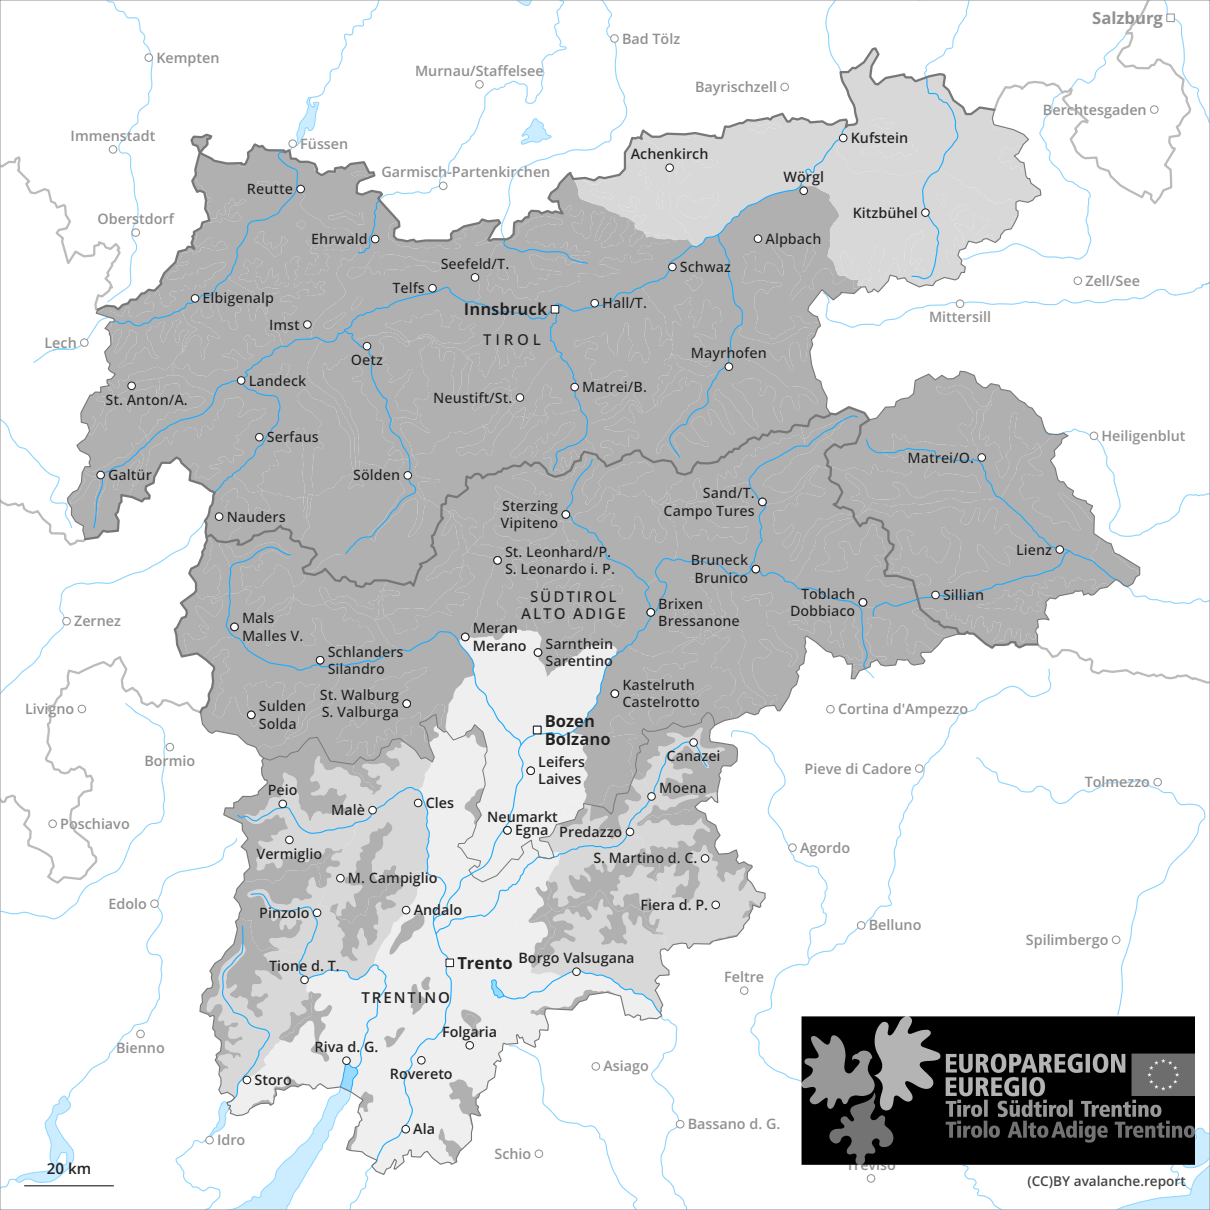 Salzburg
Bad Tölz
Kempten
Murnau/Staffelsee
Bayrischzell
Berchtesgaden
Immenstadt
Füssen
Kufstein
Achenkirch
Garmisch-Partenkirchen
Wörgl
Reutte
Oberstdorf
Kitzbühel
Ehrwald
Alpbach
Seefeld/T.
Schwaz
Zell/See
Telfs
Elbigenalp
Hall/T.
Innsbruck
Mittersill
Imst
TIROL
Lech
Oetz
Mayrhofen
Landeck
Matrei/B.
St. Anton/A.
Neustift/St.
Serfaus
Heiligenblut
Matrei/O.
Galtür
Sölden
Sand/T.
Campo Tures
Sterzing
Vipiteno
Nauders
St. Leonhard/P.
S. Leonardo i. P.
Lienz
Bruneck
Brunico
SÜDTIROL
ALTO ADIGE
Toblach
Dobbiaco
Sillian
Brixen
Bressanone
Zernez
Mals
Malles V.
Meran
Merano
Sarnthein
Sarentino
Schlanders
Silandro
St. Walburg
S. Valburga
Kastelruth
Castelrotto
Livigno
Sulden
Solda
Cortina d'Ampezzo
Bozen
Bolzano
Bormio
Canazei
Leifers
Laives
Pieve di Cadore
Tolmezzo
Peio
Moena
Malè
Cles
Neumarkt
Egna
Predazzo
Poschiavo
Vermiglio
Agordo
S. Martino d. C.
M. Campiglio
Edolo
Pinzolo
Andalo
Fiera d. P.
Belluno
Spilimbergo
Tione d. T.
Trento
Borgo Valsugana
Feltre
TRENTINO
Folgaria
Bienno
Riva d. G.
Rovereto
Asiago
Storo
EUROPAREGION
EUREGIO
Tirol Südtirol Trentino
Tirolo Alto Adige Trentino
Ala
Idro
Bassano d. G.
Schio
Treviso
20 km
(CC)BY avalanche.report